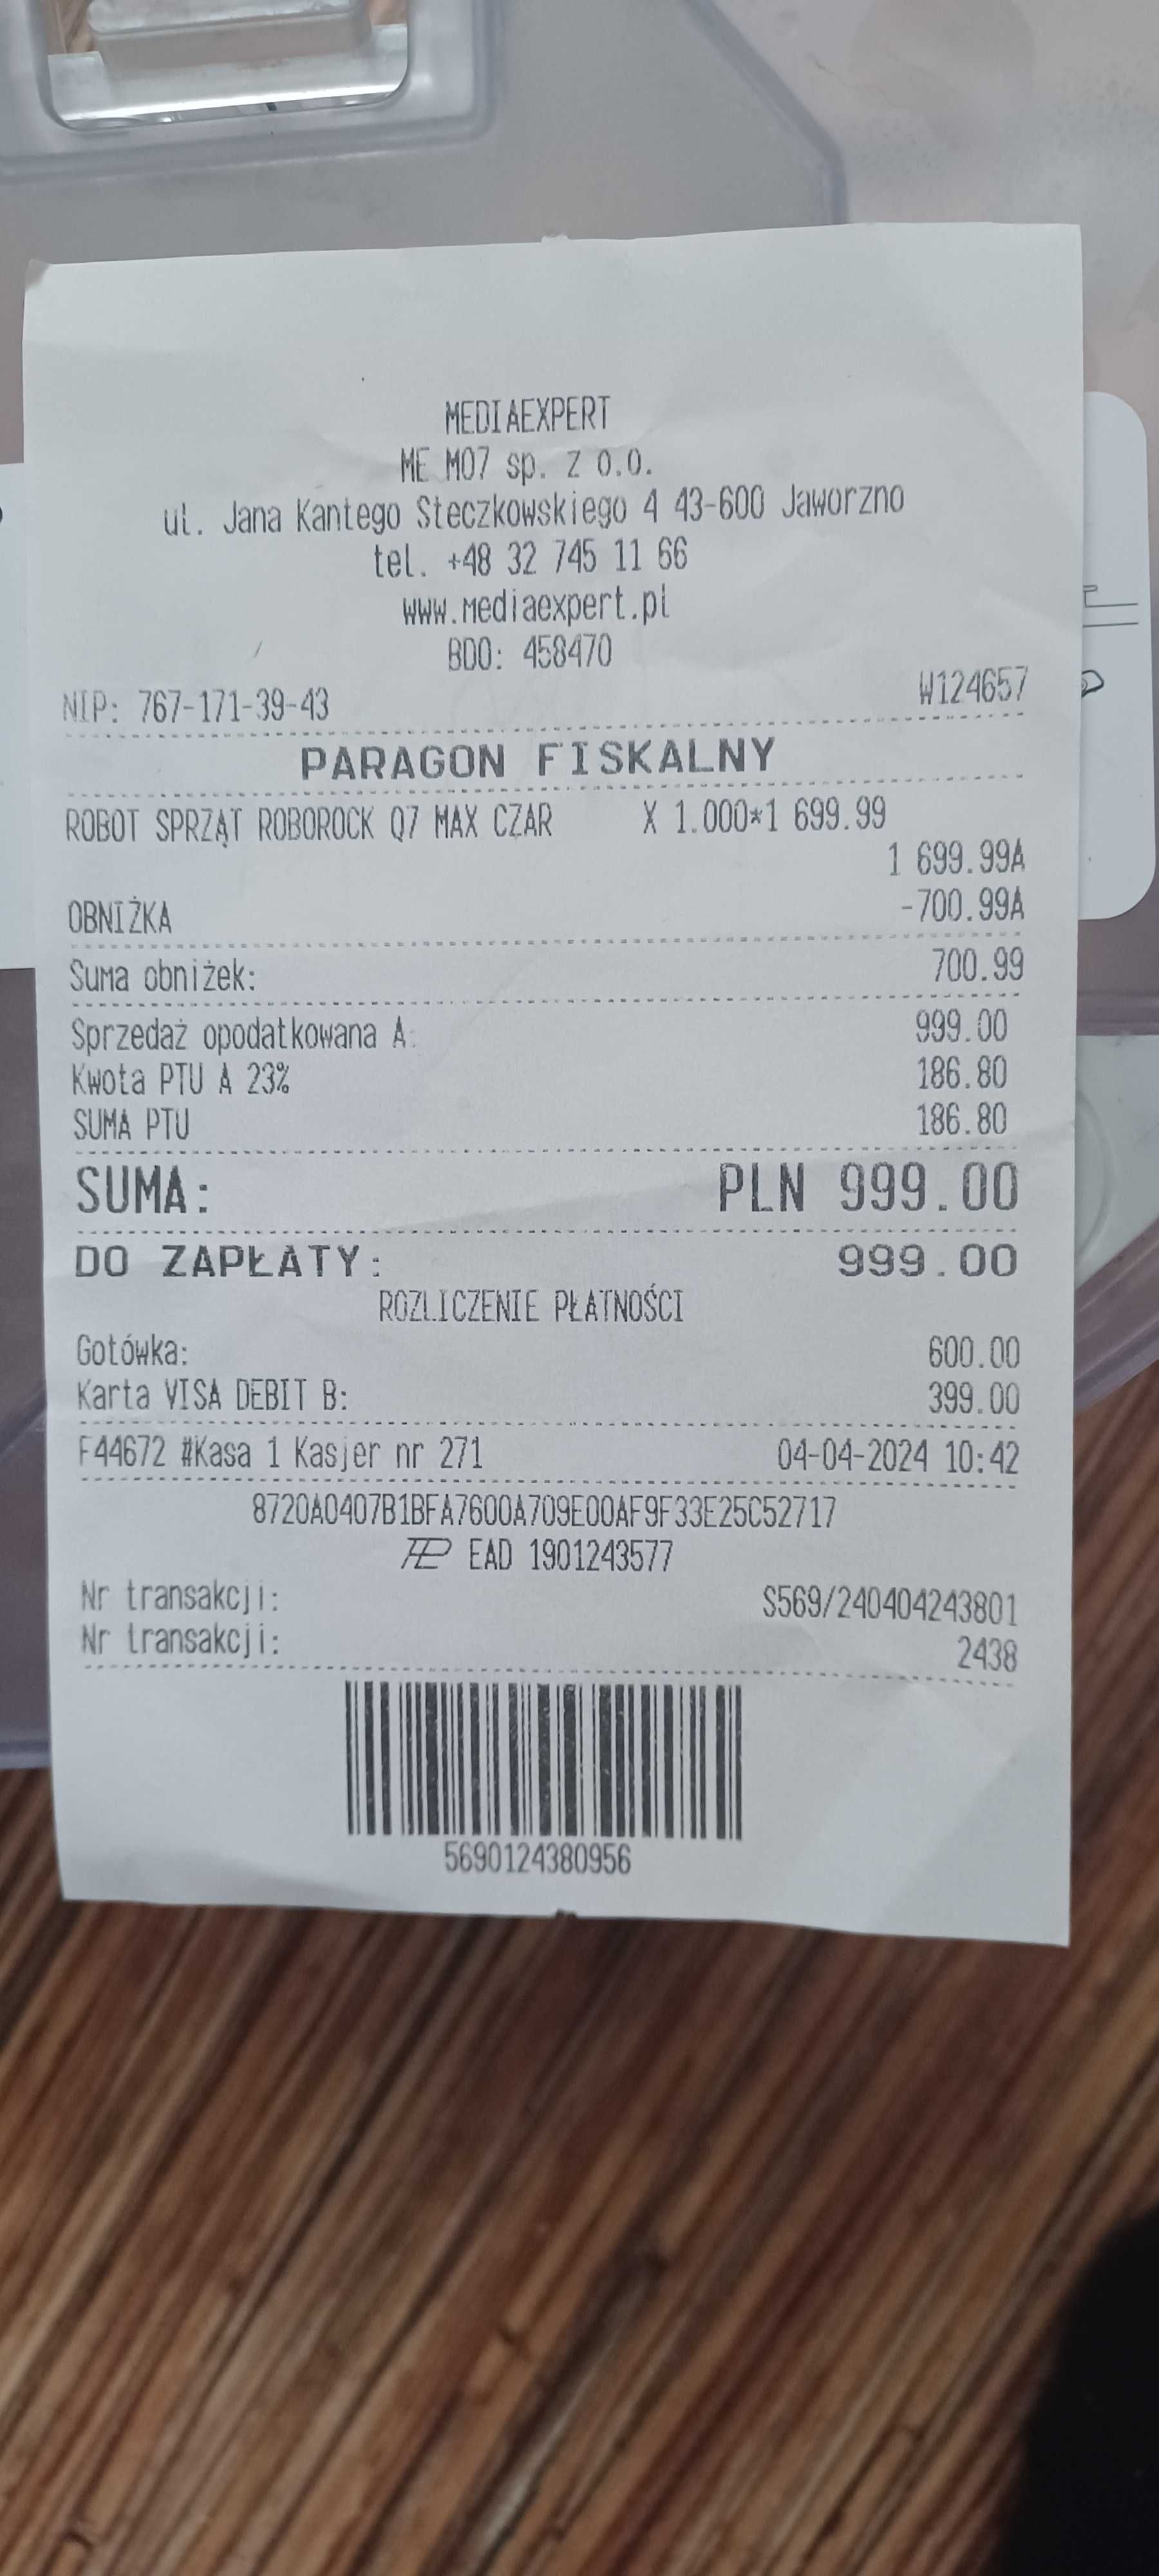 MEDIAEXPERT
ME M07 sp. z o.o.
ul. Jana Kantego Steczkowskiego 4 43-600 Jaworzno
tel. +48 32 745 11 66
www.mediaexpert.pl
BDO: 458470
NIP: 767-171-39-43 W124657
PARAGON FISKALNY
ROBOT SPRZĄT ROBOROCK Q7 MAX CZAR X 1.000*1 699.99
1 699.99A
OBNIŻKA -700.99A
Suma obniżek: 700.99
Sprzedaż opodatkowana A: 999.00
Kwota PTU A 23% 186.80
SUMA PTU 186.80
SUMA: PLN 999.00
DO ZAPŁATY: 999.00
ROZLICZENIE PŁATNOŚCI
Gotówka: 600.00
Karta VISA DEBIT B: 399.00
F44672 #Kasa 1 Kasjer nr 271 04-04-2024 10:42
8720A0407B1BFA7600A709E00AF9F33E25C52717
EAD 1901243577
Nr transakcji: S569/240404243801
Nr transakcji: 2438
5690124380956